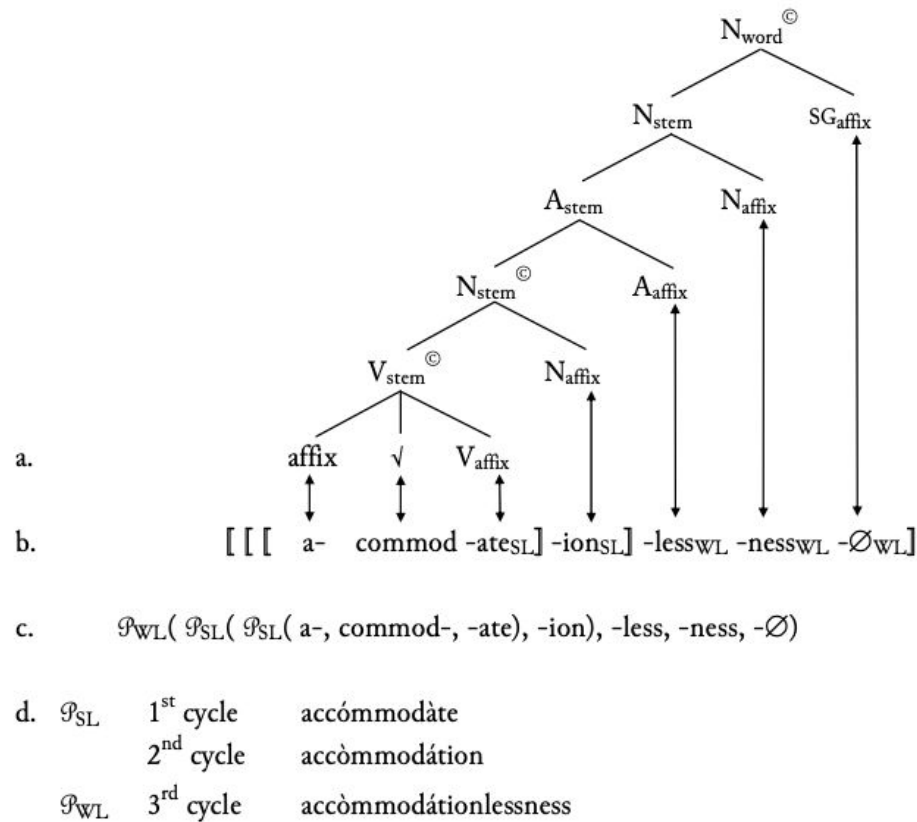 N_word ©
N_stem SG_affix
A_stem N_affix
N_stem © A_affix
V_stem © N_affix
a. affix √ V_affix
b. ⟦ ⟦ ⟦ a- commod -ate_SL⟧ -ion_SL⟧ -less_WL -ness_WL -∅_WL⟧
c. 𝒫_WL( 𝒫_SL( 𝒫_SL( a-, commod-, -ate), -ion), -less, -ness, -∅)
d. 𝒫_SL 1st cycle accómmodàte
2nd cycle accòmmodátion
𝒫_WL 3rd cycle accòmmodátionlessness